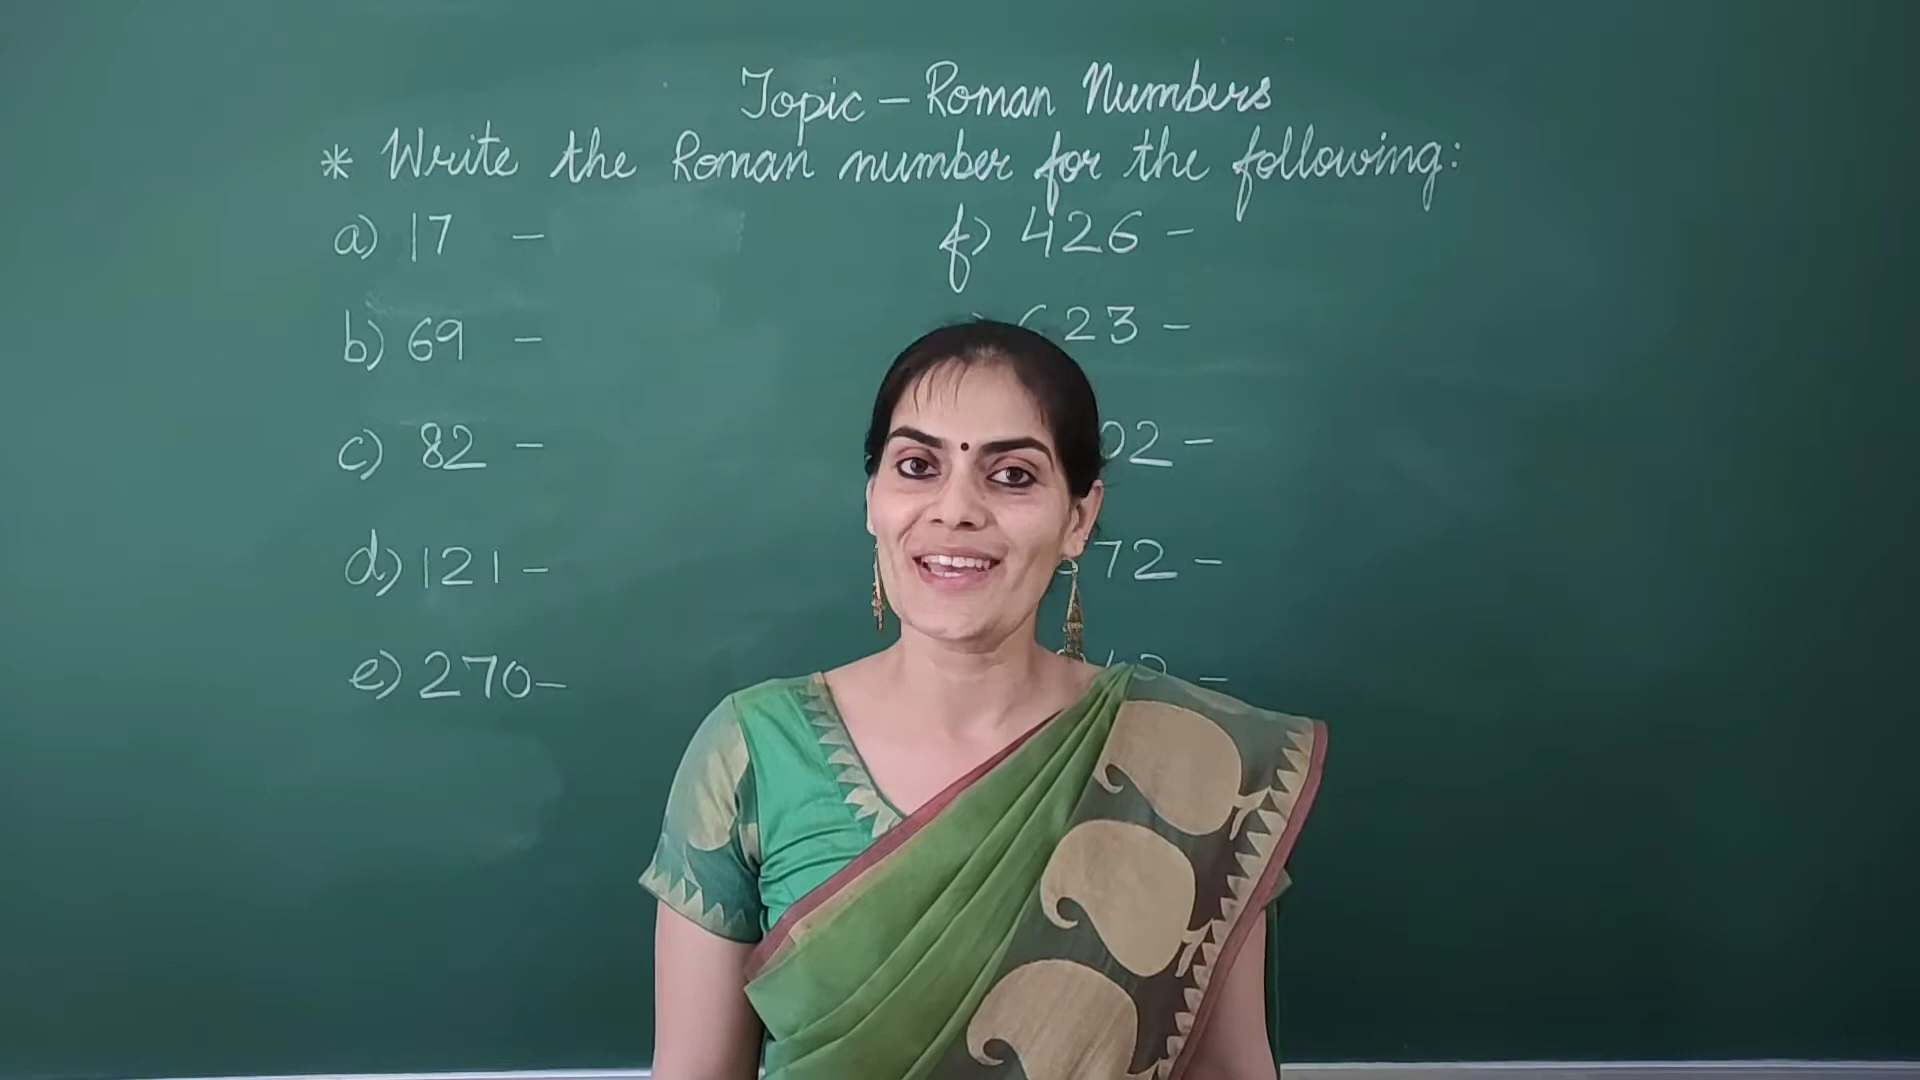 Topic – Roman Numbers
* Write the Roman number for the following:
a) 17 –
b) 69 –
c) 82 –
d) 121 –
e) 270 –
f) 426 –
23 –
02 –
72 –
–